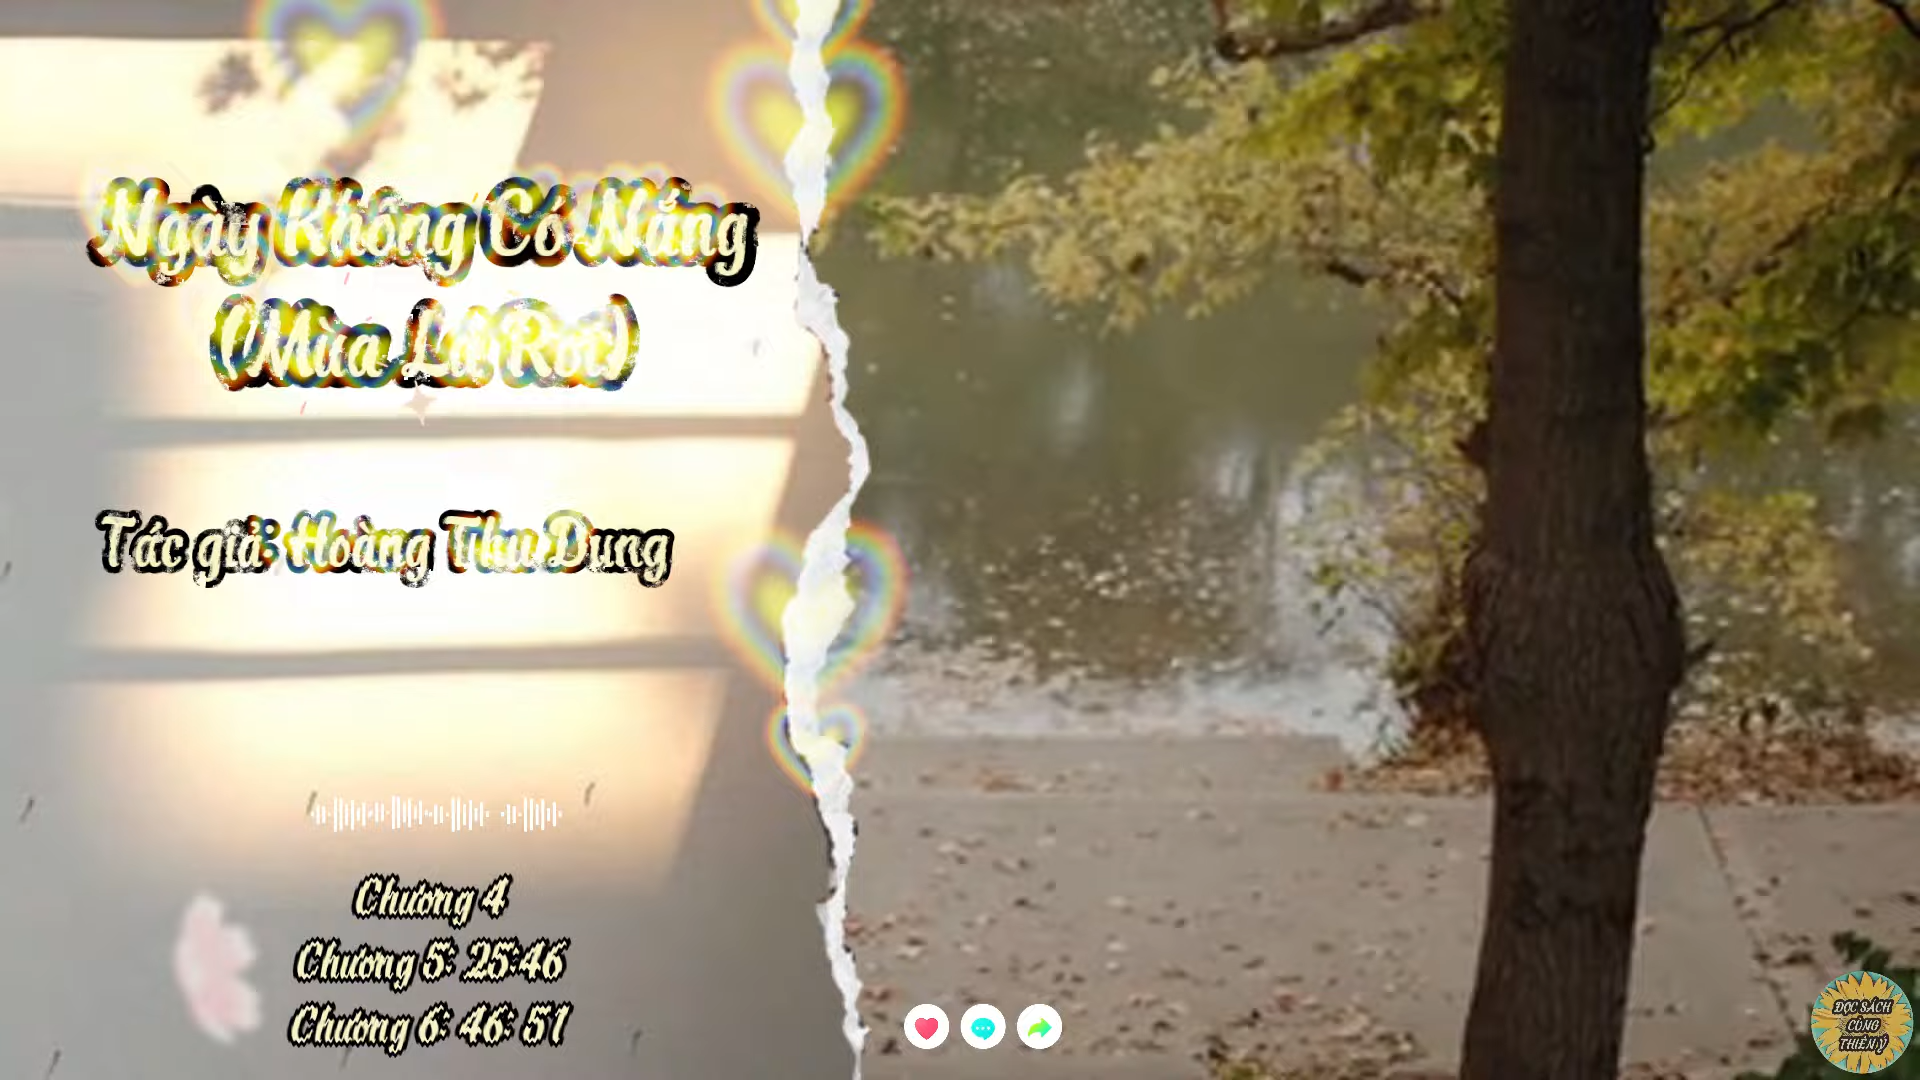 Ngày Không Có Nắng
(Mùa Lá Rơi)
Tác giả: Hoàng Thu Dung
Chương 4
Chương 5: 25:46
Chương 6: 46: 51
ĐỌC SÁCH
CÙNG
THIÊN Ý